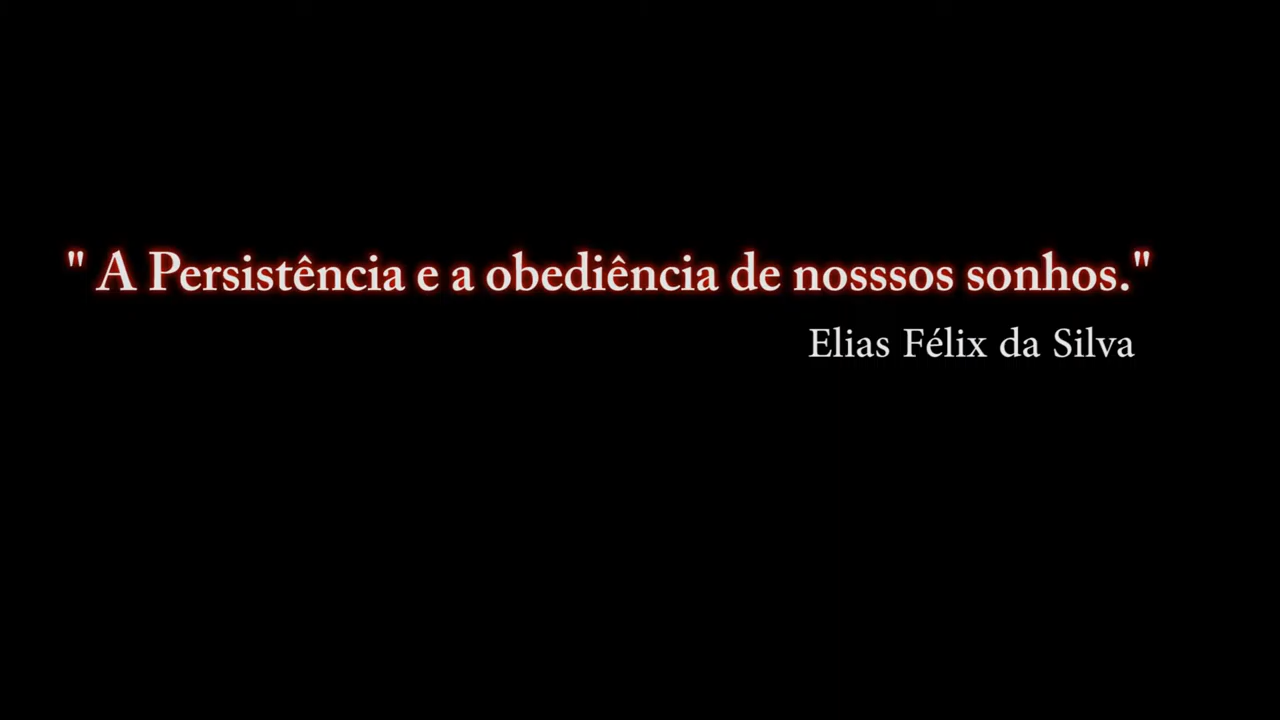 " A Persistência e a obediência de nosssos sonhos."
Elias Félix da Silva